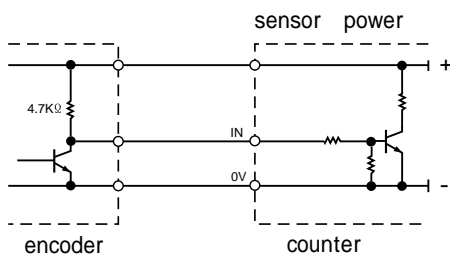 sensor power
+
4.7KΩ
IN
0V
-
encoder
counter